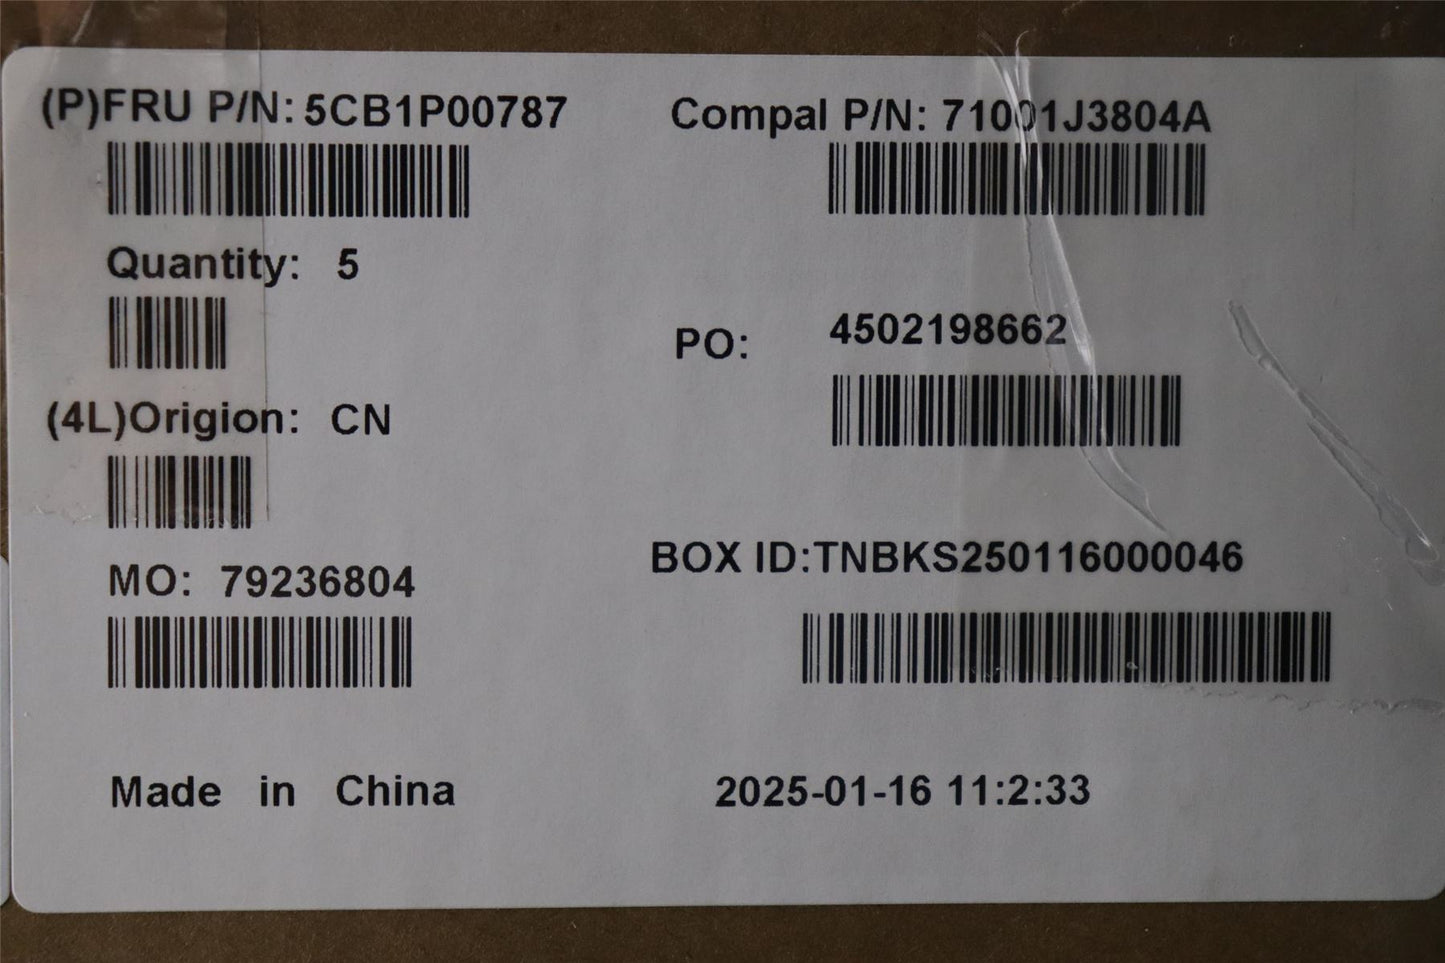 (P)FRU P/N: 5CB1P00787
Compal P/N: 71001J3804A
Quantity: 5
PO: 4502198662
(4L)Origion: CN
BOX ID:TNBKS250116000046
MO: 79236804
Made in China
2025-01-16 11:2:33